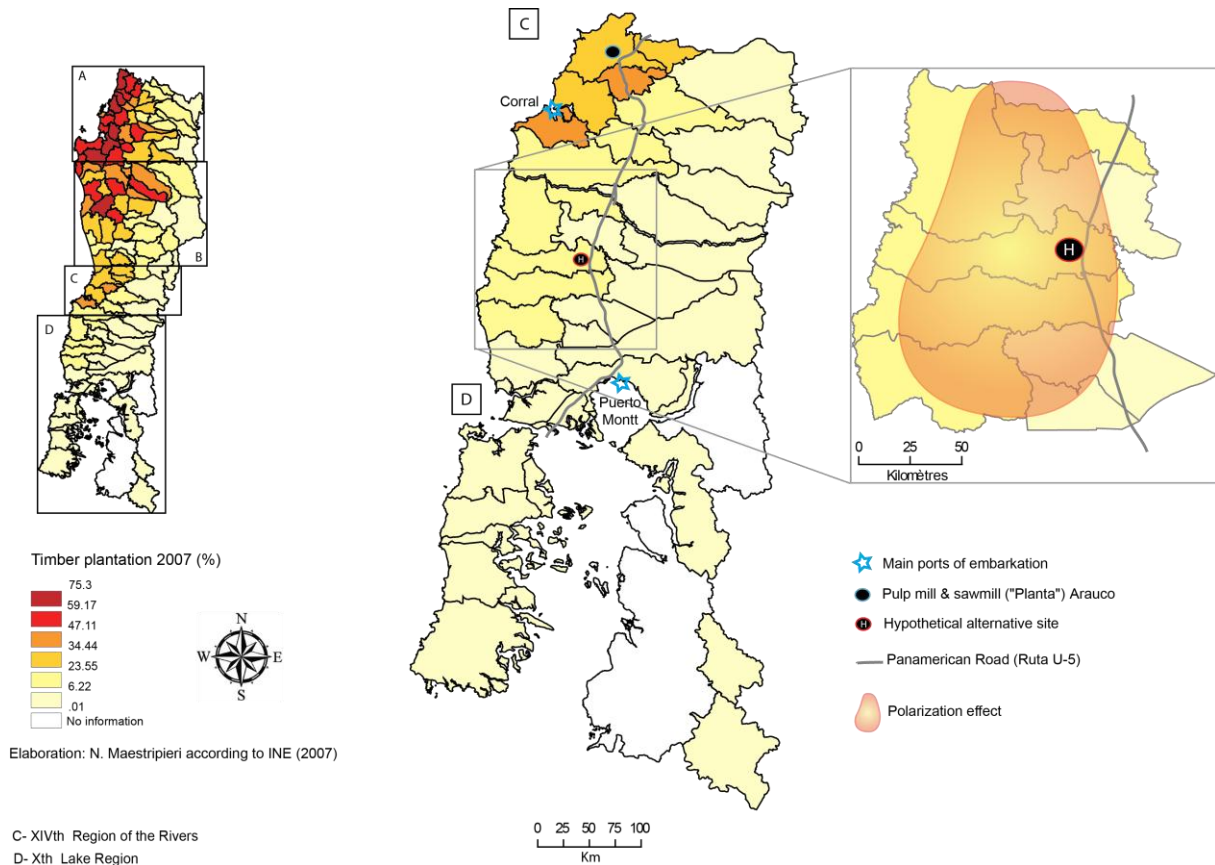 A
B
C
D
Timber plantation 2007 (%)
75.3
59.17
47.11
34.44
23.55
6.22
.01
No information
N
W E
S
Elaboration: N. Maestripieri according to INE (2007)
C- XIVth Region of the Rivers
D- Xth Lake Region
C
Corral
H
D
Puerto
Montt
0 25 50 75 100
Km
H
0 25 50
Kilomètres
Main ports of embarkation
Pulp mill & sawmill ("Planta") Arauco
H
Hypothetical alternative site
Panamerican Road (Ruta U-5)
Polarization effect